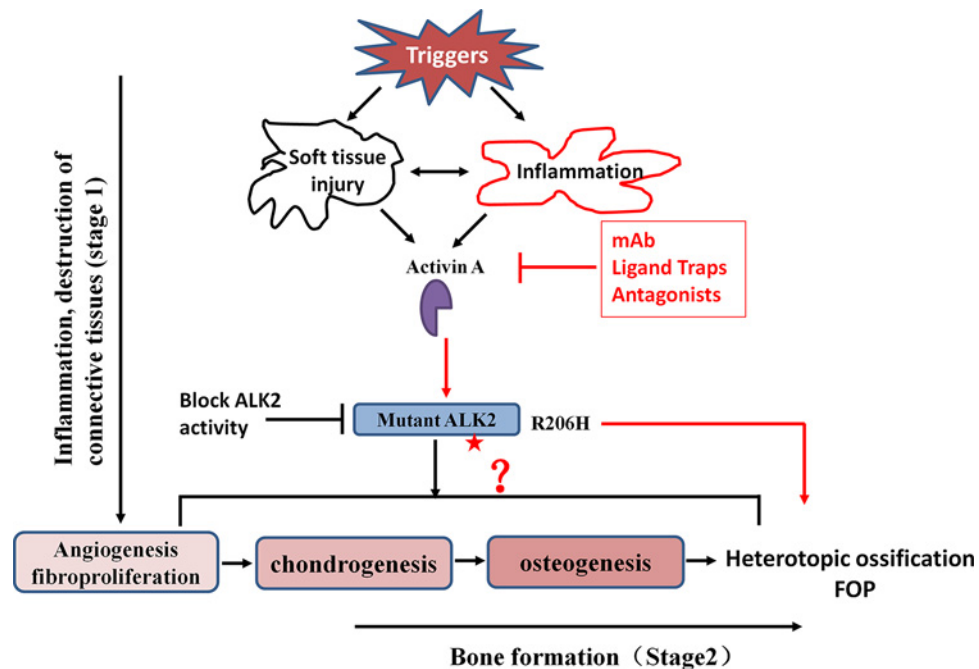 Triggers
Soft tissue
injury
Inflammation
Activin A
mAb
Ligand Traps
Antagonists
Inflammation, destruction of
connective tissues (stage 1)
Block ALK2
activity
Mutant ALK2
R206H
?
Angiogenesis
fibroproliferation
chondrogenesis
osteogenesis
Heterotopic ossification
FOP
Bone formation（Stage2）